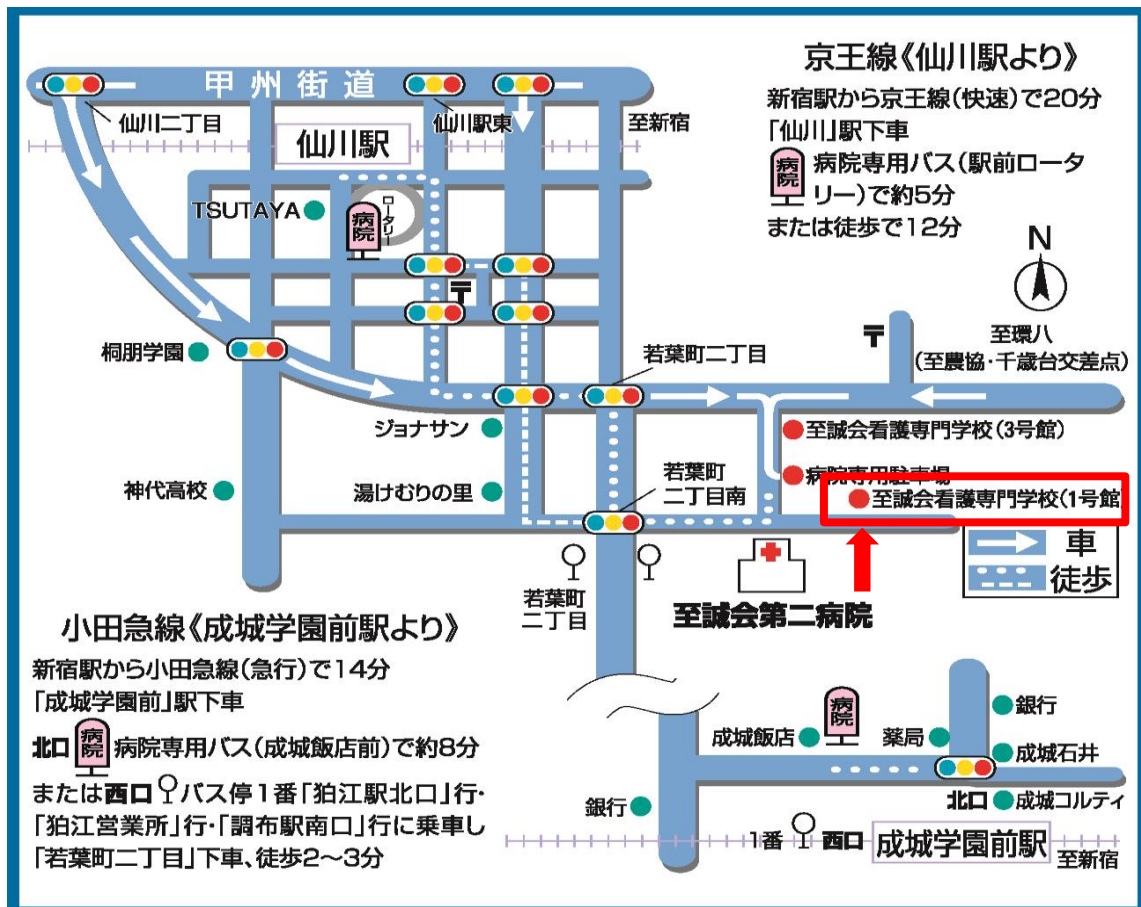 甲州街道
仙川二丁目
仙川駅東
至新宿
仙川駅
TSUTAYA
病院
ロータリー
〒
桐朋学園
若葉町二丁目
ジョナサン
神代高校
湯けむりの里
若葉町
二丁目南
若葉町
二丁目
京王線《仙川駅より》
新宿駅から京王線(快速)で20分
「仙川」駅下車
病院 病院専用バス(駅前ロータ
リー)で約5分
または徒歩で12分
N
〒
至環八
(至農協・千歳台交差点)
至誠会看護専門学校(3号館)
病院専用駐車場
至誠会看護専門学校(1号館)
至誠会第二病院
車
徒歩
小田急線《成城学園前駅より》
新宿駅から小田急線(急行)で14分
「成城学園前」駅下車
北口 病院 病院専用バス(成城飯店前)で約8分
または西口 バス停1番「狛江駅北口」行・
「狛江営業所」行・「調布駅南口」行に乗車し
「若葉町二丁目」下車、徒歩2〜3分
成城飯店
病院
薬局
銀行
成城石井
北口
成城コルティ
銀行
1番
西口
成城学園前駅
至新宿